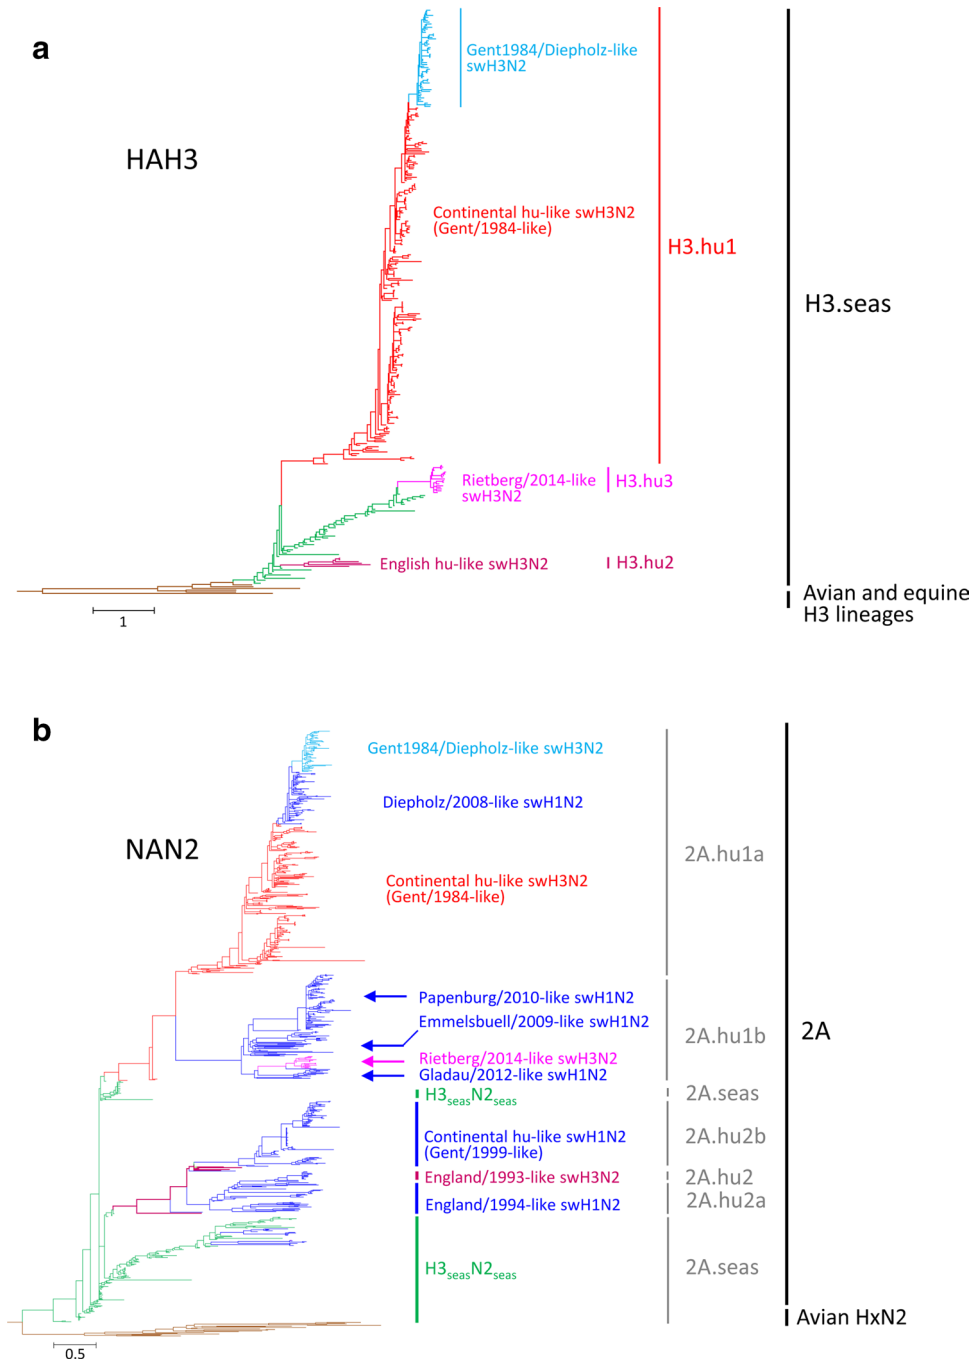 a
Gent1984/Diepholz-like
swH3N2
HAH3
Continental hu-like swH3N2
(Gent/1984-like)
H3.hu1
H3.seas
Rietberg/2014-like
swH3N2
H3.hu3
English hu-like swH3N2
H3.hu2
Avian and equine
H3 lineages
1
b
Gent1984/Diepholz-like swH3N2
Diepholz/2008-like swH1N2
NAN2
2A.hu1a
Continental hu-like swH3N2
(Gent/1984-like)
Papenburg/2010-like swH1N2
Emmelsbuell/2009-like swH1N2
2A.hu1b
2A
Rietberg/2014-like swH3N2
Gladau/2012-like swH1N2
H3seasN2seas
2A.seas
Continental hu-like swH1N2
(Gent/1999-like)
2A.hu2b
England/1993-like swH3N2
2A.hu2
England/1994-like swH1N2
2A.hu2a
H3seasN2seas
2A.seas
Avian HxN2
0.5